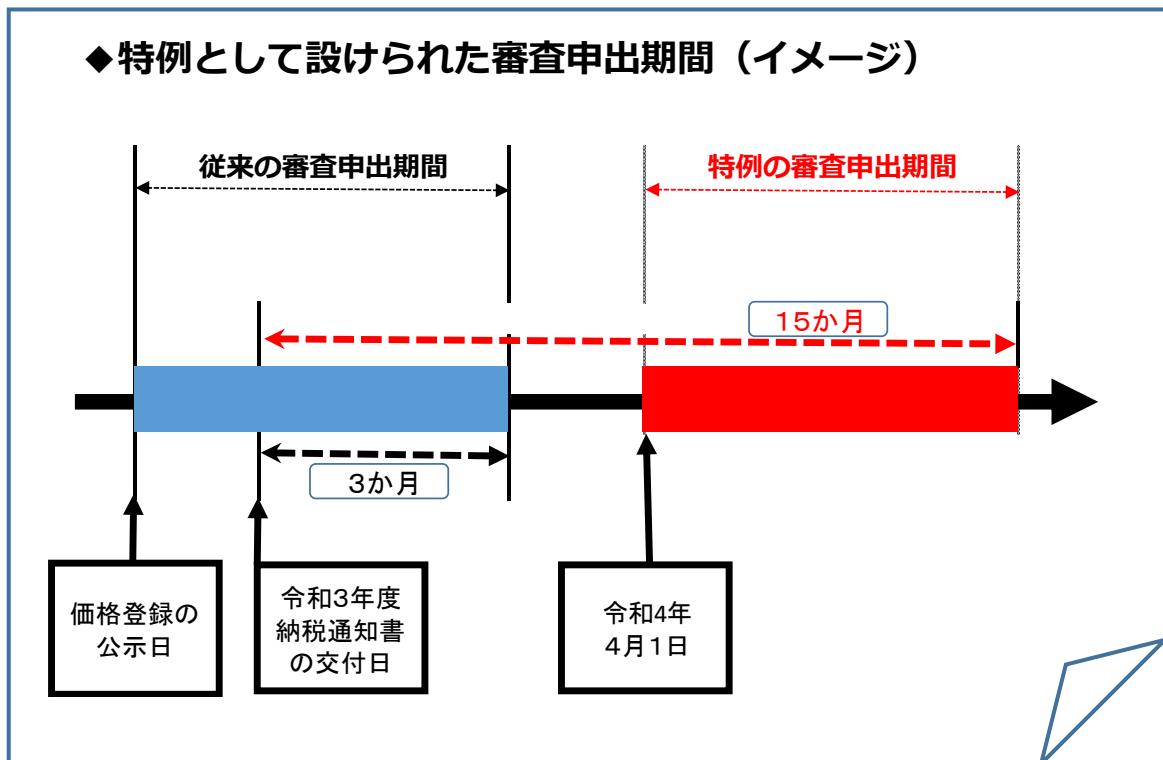 ◆特例として設けられた審査申出期間（イメージ）
従来の審査申出期間
特例の審査申出期間
15か月
3か月
価格登録の
公示日
令和3年度
納税通知書
の交付日
令和4年
4月1日